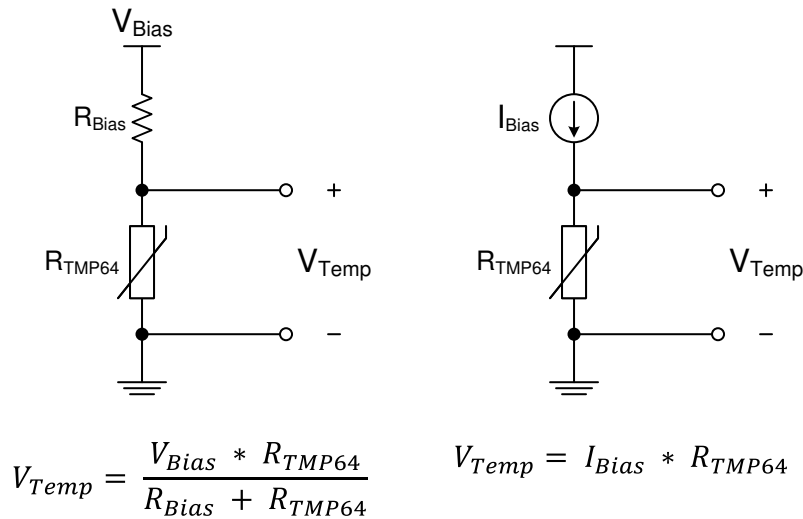 V_Bias
R_Bias
R_TMP64
+
V_Temp
−
I_Bias
R_TMP64
+
V_Temp
−
V_Temp = (V_Bias * R_TMP64) / (R_Bias + R_TMP64)
V_Temp = I_Bias * R_TMP64